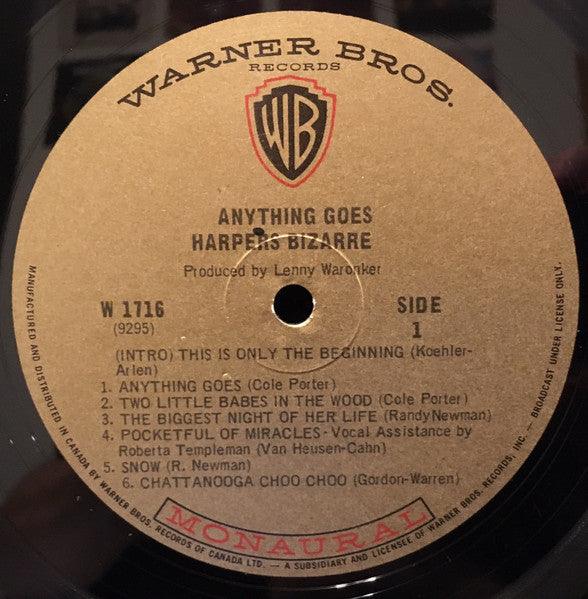 WARNER BROS.
RECORDS
WB
ANYTHING GOES
HARPERS BIZARRE
Produced by Lenny Waronker
W 1716
(9295)
SIDE
1
(INTRO) THIS IS ONLY THE BEGINNING (Koehler-
Arlen)
1. ANYTHING GOES (Cole Porter)
2. TWO LITTLE BABES IN THE WOOD (Cole Porter)
3. THE BIGGEST NIGHT OF HER LIFE (Randy Newman)
4. POCKETFUL OF MIRACLES - Vocal Assistance by
Roberta Templeman (Van Heusen-Cahn)
5. SNOW (R. Newman)
6. CHATTANOOGA CHOO CHOO (Gordon-Warren)
MONAURAL
MANUFACTURED AND DISTRIBUTED IN CANADA BY WARNER BROS. RECORDS OF CANADA LTD. — A SUBSIDIARY AND LICENSEE OF WARNER BROS. RECORDS, INC. — BROADCAST UNDER LICENSE ONLY.